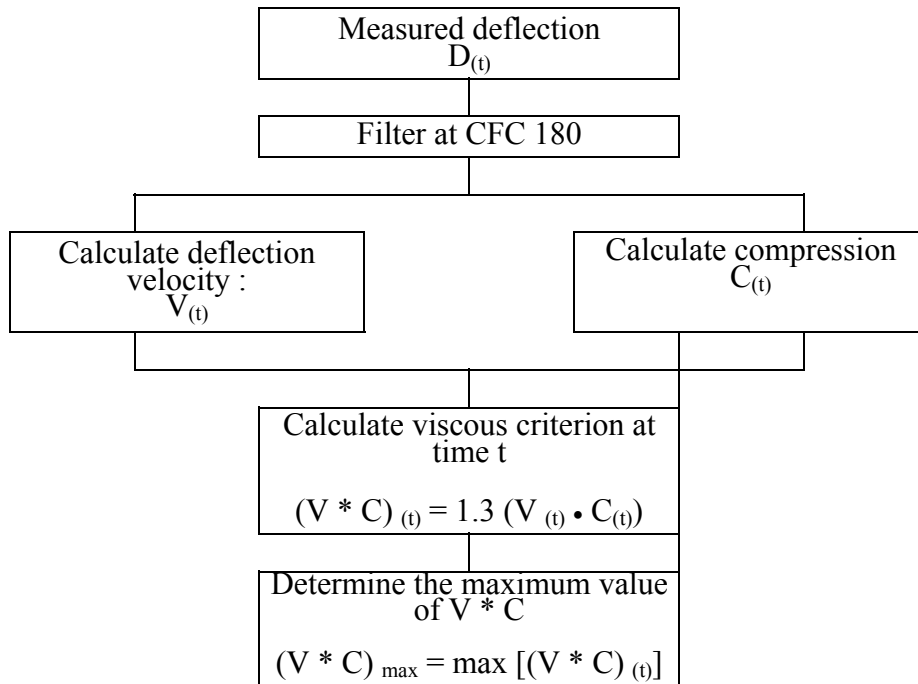 Measured deflection
D(t)
Filter at CFC 180
Calculate deflection
velocity :
V(t)
Calculate compression
C(t)
Calculate viscous criterion at
time t
(V * C) (t) = 1.3 (V (t) • C(t))
Determine the maximum value
of V * C
(V * C) max = max [(V * C) (t)]